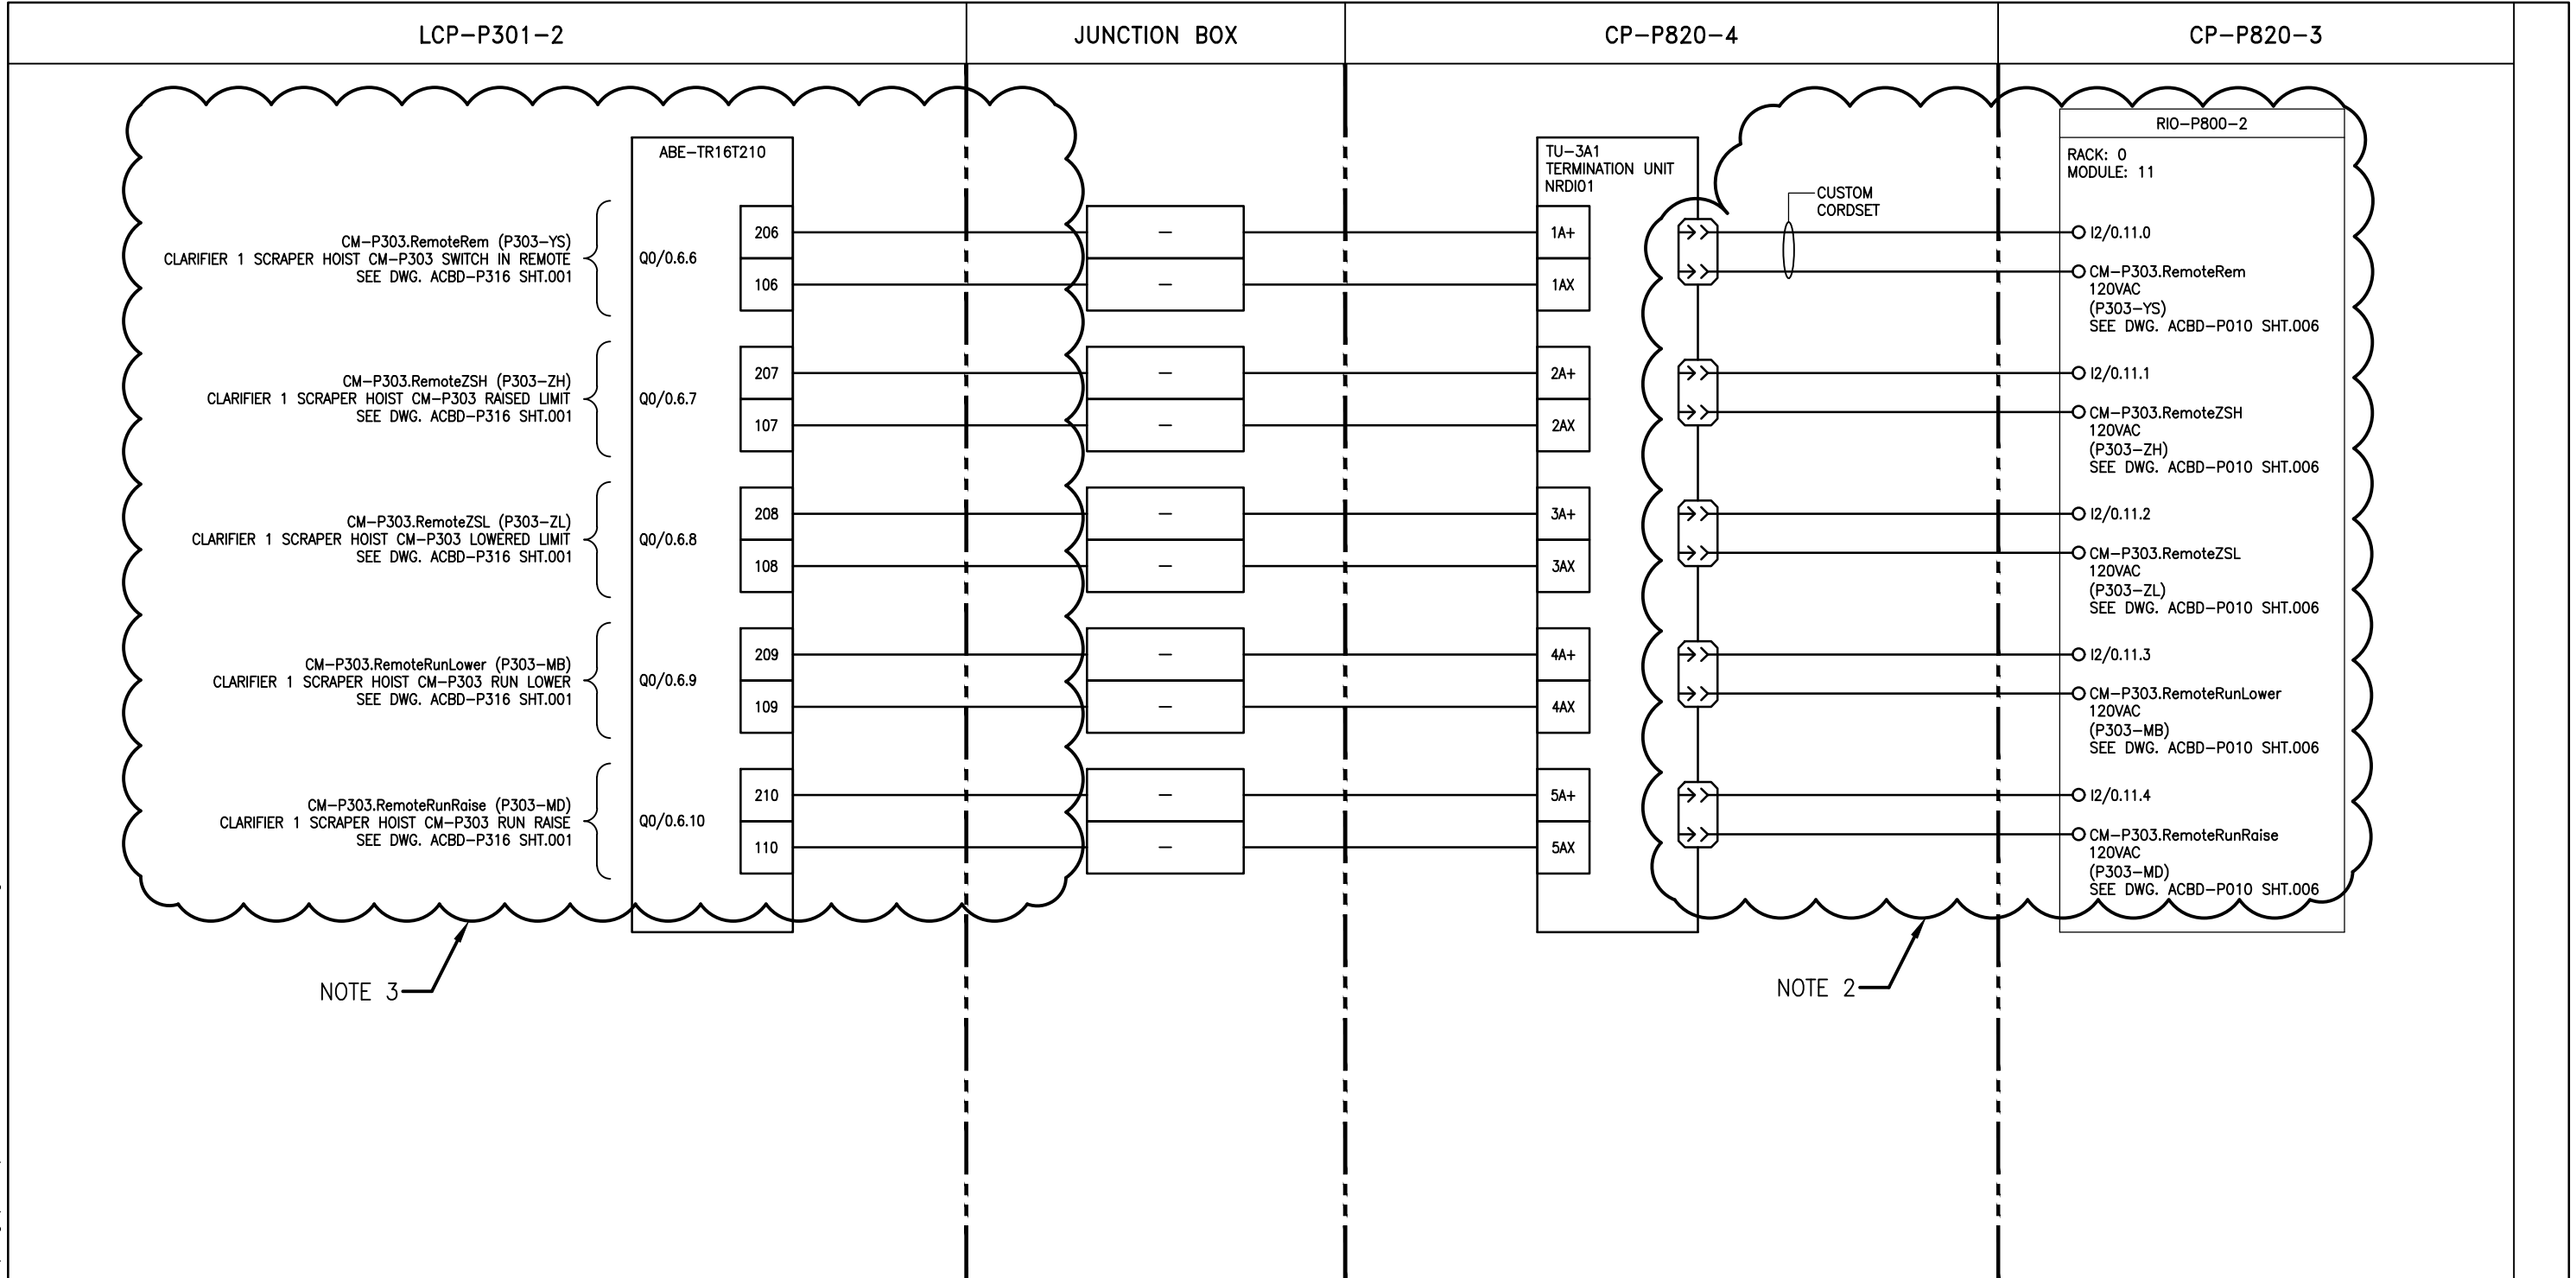 LCP-P301-2
JUNCTION BOX
CP-P820-4
CP-P820-3
ABE-TR16T210
CM-P303.RemoteRem (P303-YS)
CLARIFIER 1 SCRAPER HOIST CM-P303 SWITCH IN REMOTE
SEE DWG. ACBD-P316 SHT.001
Q0/0.6.6
206
106
CM-P303.RemoteZSH (P303-ZH)
CLARIFIER 1 SCRAPER HOIST CM-P303 RAISED LIMIT
SEE DWG. ACBD-P316 SHT.001
Q0/0.6.7
207
107
CM-P303.RemoteZSL (P303-ZL)
CLARIFIER 1 SCRAPER HOIST CM-P303 LOWERED LIMIT
SEE DWG. ACBD-P316 SHT.001
Q0/0.6.8
208
108
CM-P303.RemoteRunLower (P303-MB)
CLARIFIER 1 SCRAPER HOIST CM-P303 RUN LOWER
SEE DWG. ACBD-P316 SHT.001
Q0/0.6.9
209
109
CM-P303.RemoteRunRaise (P303-MD)
CLARIFIER 1 SCRAPER HOIST CM-P303 RUN RAISE
SEE DWG. ACBD-P316 SHT.001
Q0/0.6.10
210
110
NOTE 3
–
–
–
–
–
–
–
–
–
–
TU-3A1
TERMINATION UNIT
NRDI01
1A+
1AX
2A+
2AX
3A+
3AX
4A+
4AX
5A+
5AX
CUSTOM
CORDSET
NOTE 2
RIO-P800-2
RACK: 0
MODULE: 11
I2/0.11.0
CM-P303.RemoteRem
120VAC
(P303-YS)
SEE DWG. ACBD-P010 SHT.006
I2/0.11.1
CM-P303.RemoteZSH
120VAC
(P303-ZH)
SEE DWG. ACBD-P010 SHT.006
I2/0.11.2
CM-P303.RemoteZSL
120VAC
(P303-ZL)
SEE DWG. ACBD-P010 SHT.006
I2/0.11.3
CM-P303.RemoteRunLower
120VAC
(P303-MB)
SEE DWG. ACBD-P010 SHT.006
I2/0.11.4
CM-P303.RemoteRunRaise
120VAC
(P303-MD)
SEE DWG. ACBD-P010 SHT.006